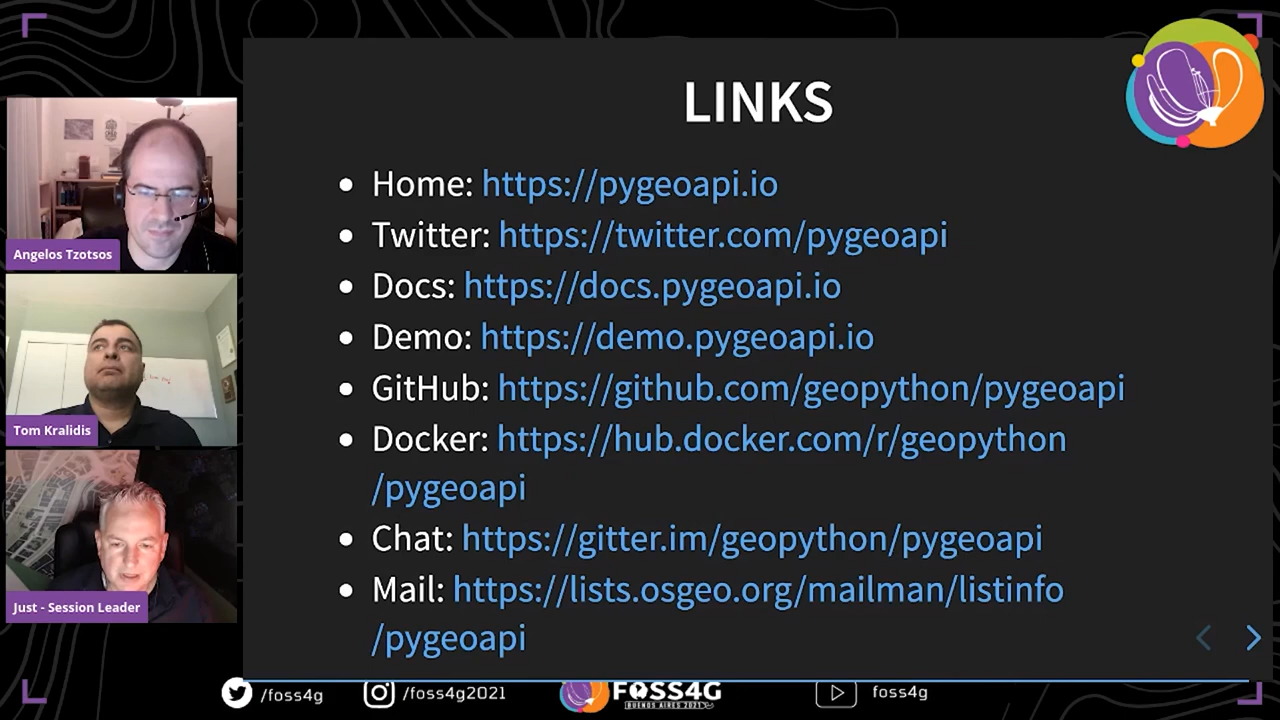 LINKS
Home: https://pygeoapi.io
Twitter: https://twitter.com/pygeoapi
Docs: https://docs.pygeoapi.io
Demo: https://demo.pygeoapi.io
GitHub: https://github.com/geopython/pygeoapi
Docker: https://hub.docker.com/r/geopython
/pygeoapi
Chat: https://gitter.im/geopython/pygeoapi
Mail: https://lists.osgeo.org/mailman/listinfo
/pygeoapi
Angelos Tzotsos
Tom Kralidis
Just - Session Leader
/foss4g
/foss4g2021
FOSS4G
BUENOS AIRES 2021
foss4g